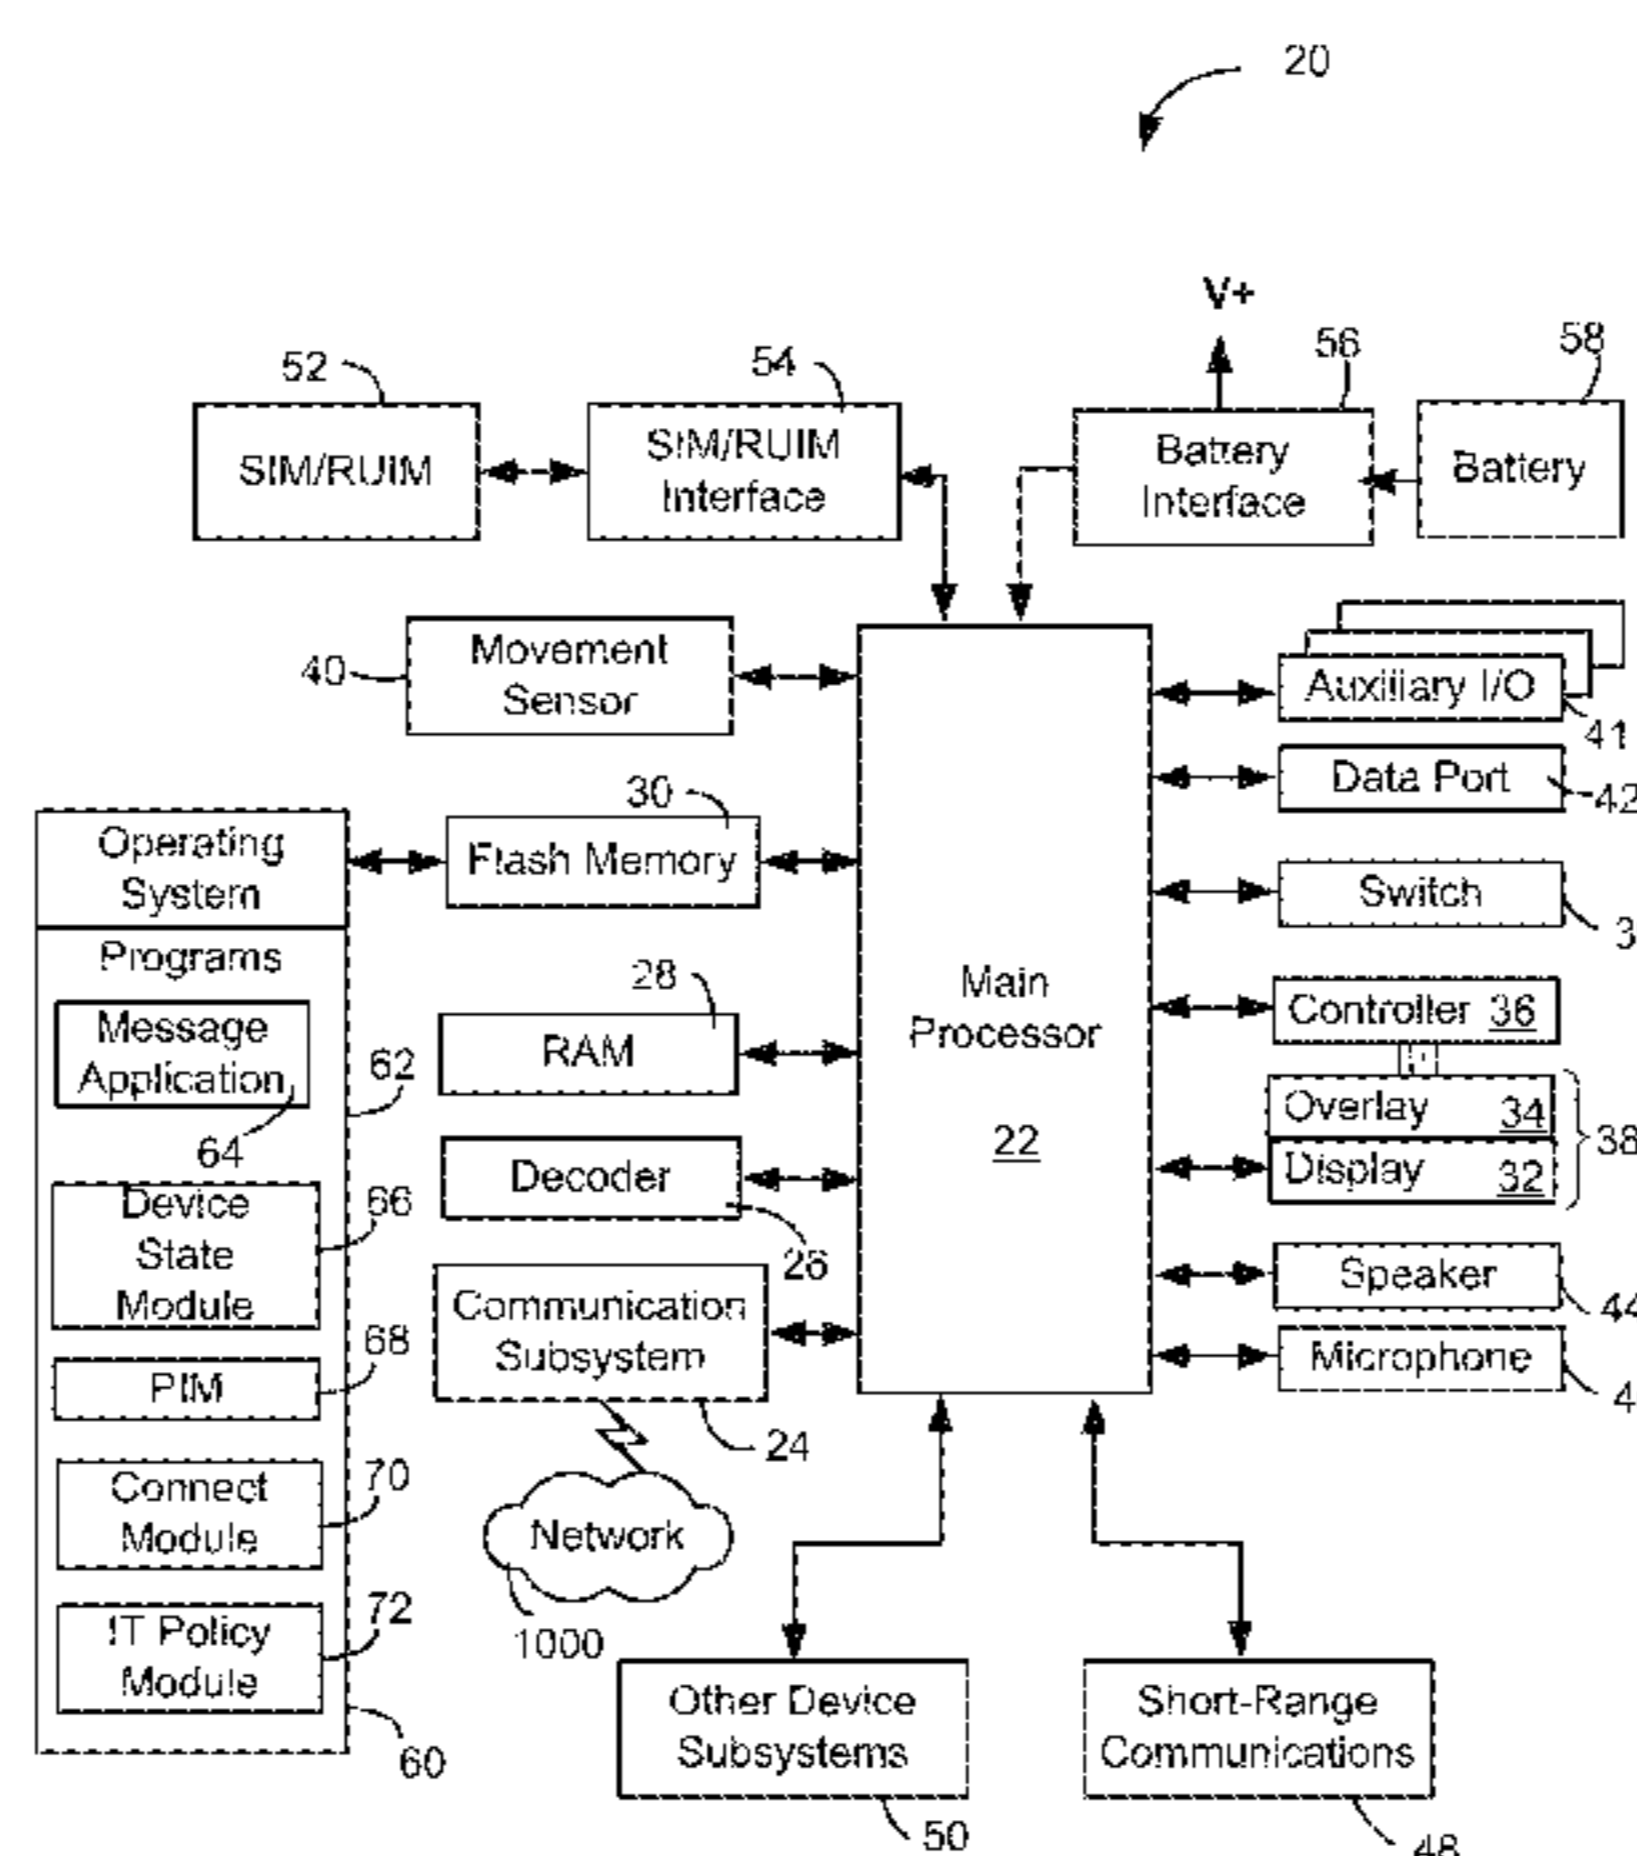 20
V+
52
54
56
58
SIM/RUIM
SIM/RUIM
Interface
Battery
Interface
Battery
40
Movement
Sensor
Auxiliary I/O
41
Data Port
42
30
Operating
System
Flash Memory
Switch
3
Programs
28
Message
Application
64
62
RAM
Main
Processor
22
Controller 36
Overlay 34
Display 32
38
Decoder
26
Device
State
Module
66
Communication
Subsystem
24
Speaker
44
Microphone
4
PIM
68
Connect
Module
70
Network
1000
IT Policy
Module
72
60
Other Device
Subsystems
50
Short-Range
Communications
48